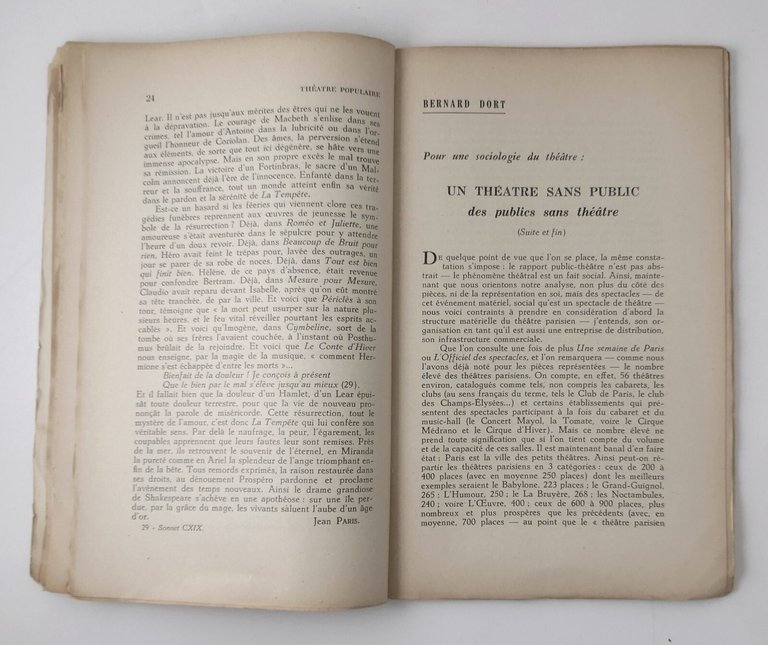 24
THÉATRE POPULAIRE
Lear. Il n'est pas jusqu'aux mérites des êtres qui ne les vouent
à la dépravation. Le courage de Macbeth s'enlise dans ses
crimes, tel l'amour d'Antoine dans la lubricité ou dans l'or-
gueil l'honneur de Coriolan. Des âmes, la perversion s'étend
aux éléments, de sorte que tout ici dégénère, se hâte vers une
immense apocalypse. Mais en son propre excès le mal trouve
sa rémission. La victoire d'un Fortinbras, le sacre d'un Mal-
colm annoncent déjà l'ère de l'innocence. Enfanté dans la ter-
reur et la souffrance, tout un monde atteint enfin sa vérité
dans le pardon et la sérénité de La Tempête.
Est-ce un hasard si les féeries qui viennent clore ces tra-
gédies funèbres reprennent aux œuvres de jeunesse le sym-
bole de la résurrection ? Déjà, dans Roméo et Juliette, une
amoureuse s'était aventurée dans le sépulcre pour y attendre
l'heure d'un doux revoir. Déjà, dans Beaucoup de Bruit pour
rien, Héro avait feint le trépas pour, lavée des outrages, un
jour se parer de sa robe de noces. Déjà, dans Tout est bien
qui finit bien, Hélène, de ce pays d'absence, était revenue
pour confondre Bertram. Déjà, dans Mesure pour Mesure,
Claudio avait reparu devant Isabelle, après qu'on eût montré
sa tête tranchée, de par la ville. Et voici que Périclès à son
tour, témoigne que « la mort peut usurper sur la nature plu-
sieurs heures, et le feu vital réveiller pourtant les esprits acca-
blés ». Et voici qu'Imogène, dans Cymbeline, sort de la
tombe où ses frères l'avaient couchée, à l'instant où Posthu-
mus brûlait de la rejoindre. Et voici que Le Conte d'Hiver
nous enseigne, par la magie de la musique, « comment Her-
mione s'est échappée d'entre les morts »...
Bienfait de la douleur ! Je conçois à présent
Que le bien par le mal s'élève jusqu'au mieux (29).
Et il fallait bien que la douleur d'un Hamlet, d'un Lear épui-
sât toute douleur terrestre, pour que la vie de nouveau pro-
nonçât la parole de miséricorde. Cette résurrection, tout le
mystère de l'amour, c'est donc La Tempête qui lui confère son
véritable sens. Par delà le naufrage, la peur, l'égarement, les
coupables apprennent que leurs fautes leur sont remises. Près
de la mer, ils retrouvent le souvenir de l'éternel, en Miranda
la pureté comme en Ariel la splendeur de l'ange triomphant en-
fin de la bête. Tous remords exprimés, la raison restaurée dans
ses droits, au dénouement Prospéro pardonne et proclame
l'avènement des temps nouveaux. Ainsi le drame grandiose
de Shakespeare s'achève en une apothéose : sur une île per-
due, par la grâce du mage, les vivants saluent l'aube d'un âge
d'or.
Jean PARIS.
29 - Sonnet CXIX.
BERNARD DORT
Pour une sociologie du théâtre :
UN THÉATRE SANS PUBLIC
des publics sans théâtre
(Suite et fin)
DE quelque point de vue que l'on se place, la même consta-
tation s'impose : le rapport public-théâtre n'est pas abs-
trait — le phénomène théâtral est un fait social. Ainsi, mainte-
nant que nous orientons notre analyse, non plus du côté des
pièces, ni de la représentation en soi, mais des spectacles — de
cet événement matériel, social qu'est un spectacle de théâtre —
nous voici contraints à prendre en considération d'abord la
structure matérielle du théâtre parisien — j'entends, son or-
ganisation en tant qu'il est aussi une entreprise de distribution,
son infrastructure commerciale.
Que l'on consulte une fois de plus Une semaine de Paris
ou L'Officiel des spectacles, et l'on remarquera — comme nous
l'avons déjà noté pour les pièces représentées — le nombre
élevé de théâtres parisiens. On compte, en effet, 56 théâtres
environ, catalogués comme tels, non compris les cabarets, les
clubs (au sens français du terme, tels le Club de Paris, le club
des Champs-Elysées...) et certains établissements qui pré-
sentent des spectacles participant à la fois du cabaret et du
music-hall (le Concert Mayol, la Tomate, voire le Cirque
Médrano et le Cirque d'Hiver). Mais ce nombre élevé ne
prend toute signification que si l'on tient compte du volume
et de la capacité de ces salles. Il est maintenant banal d'en faire
état : Paris est la ville des petits théâtres. Ainsi peut-on ré-
partir les théâtres parisiens en 3 catégories : ceux de 200 à
400 places (avec en moyenne 250 places) dont les meilleurs
exemples seraient le Babylone, 223 places ; le Grand-Guignol,
265 ; L'Humour, 250 ; le La Bruyère, 268 ; les Noctambules,
240 ; voire L'Œuvre, 400 ; ceux de 600 à 900 places, plus
nombreux et plus prospères que les précédents (avec, en
moyenne, 700 places — au point que le « théâtre parisien